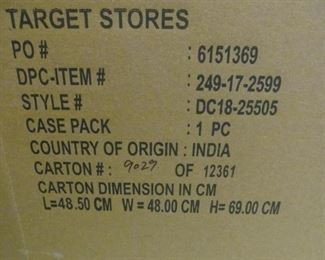 TARGET STORES
PO # : 6151369
DPC-ITEM # : 249-17-2599
STYLE # : DC18-25505
CASE PACK : 1 PC
COUNTRY OF ORIGIN : INDIA
CARTON # : 9029 OF 12361
CARTON DIMENSION IN CM
L=48.50 CM W = 48.00 CM H= 69.00 CM